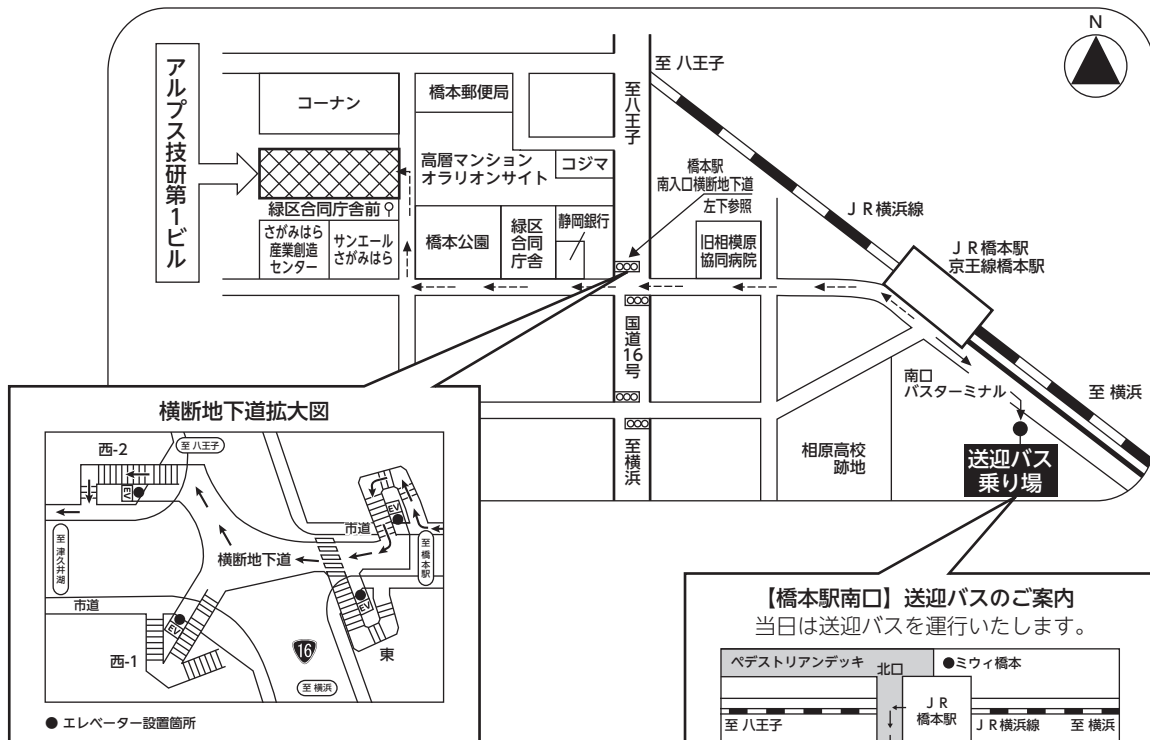 N
アルプス技研第1ビル
コーナン
橋本郵便局
至八王子
至 八王子
高層マンション
オラリオンサイト
コジマ
橋本駅
南入口横断地下道
左下参照
JR横浜線
緑区合同庁舎前
さがみはら
産業創造
センター
サンエール
さがみはら
橋本公園
緑区
合同
庁舎
静岡銀行
旧相模原
協同病院
JR橋本駅
京王線橋本駅
国道16号
至横浜
南口
バスターミナル
至 横浜
相原高校
跡地
送迎バス
乗り場
横断地下道拡大図
西-2
至 八王子
EV
EV
市道
至 津久井湖
横断地下道
至 橋本駅
市道
EV
EV
西-1
16
東
至 横浜
● エレベーター設置箇所
【橋本駅南口】送迎バスのご案内
当日は送迎バスを運行いたします。
ペデストリアンデッキ
北口
●ミウィ橋本
至 八王子
JR
橋本駅
JR横浜線
至 横浜